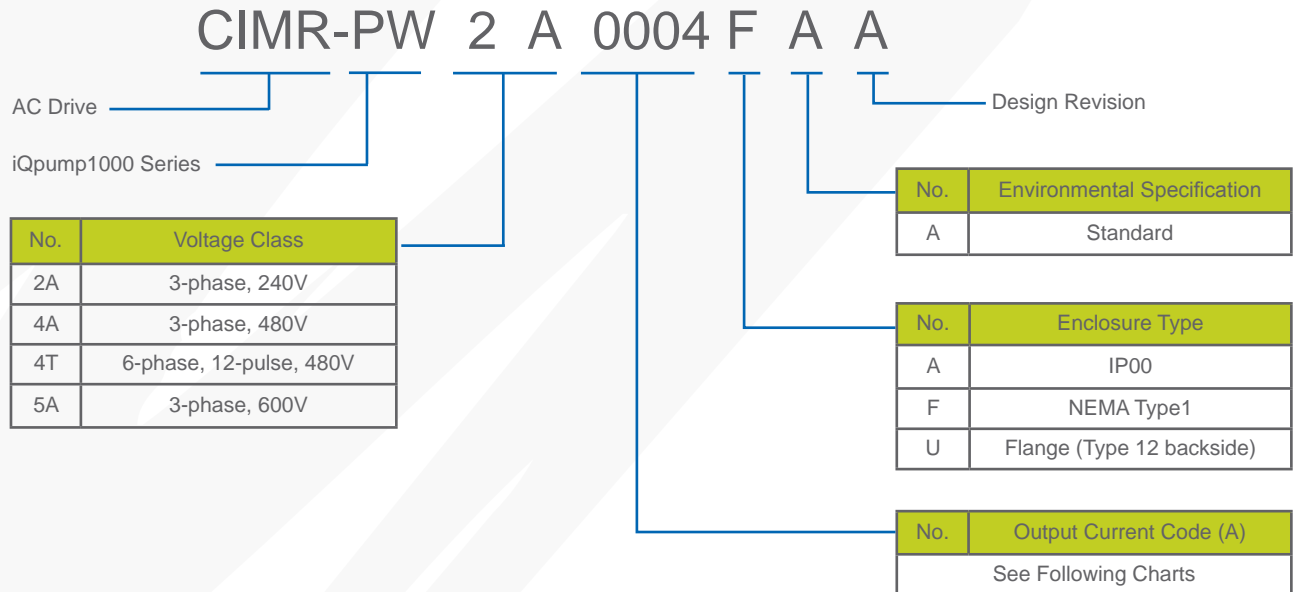 CIMR-PW 2 A 0004 F A A
AC Drive
Design Revision
iQpump1000 Series
No. Voltage Class
2A 3-phase, 240V
4A 3-phase, 480V
4T 6-phase, 12-pulse, 480V
5A 3-phase, 600V
No. Environmental Specification
A Standard
No. Enclosure Type
A IP00
F NEMA Type1
U Flange (Type 12 backside)
No. Output Current Code (A)
See Following Charts